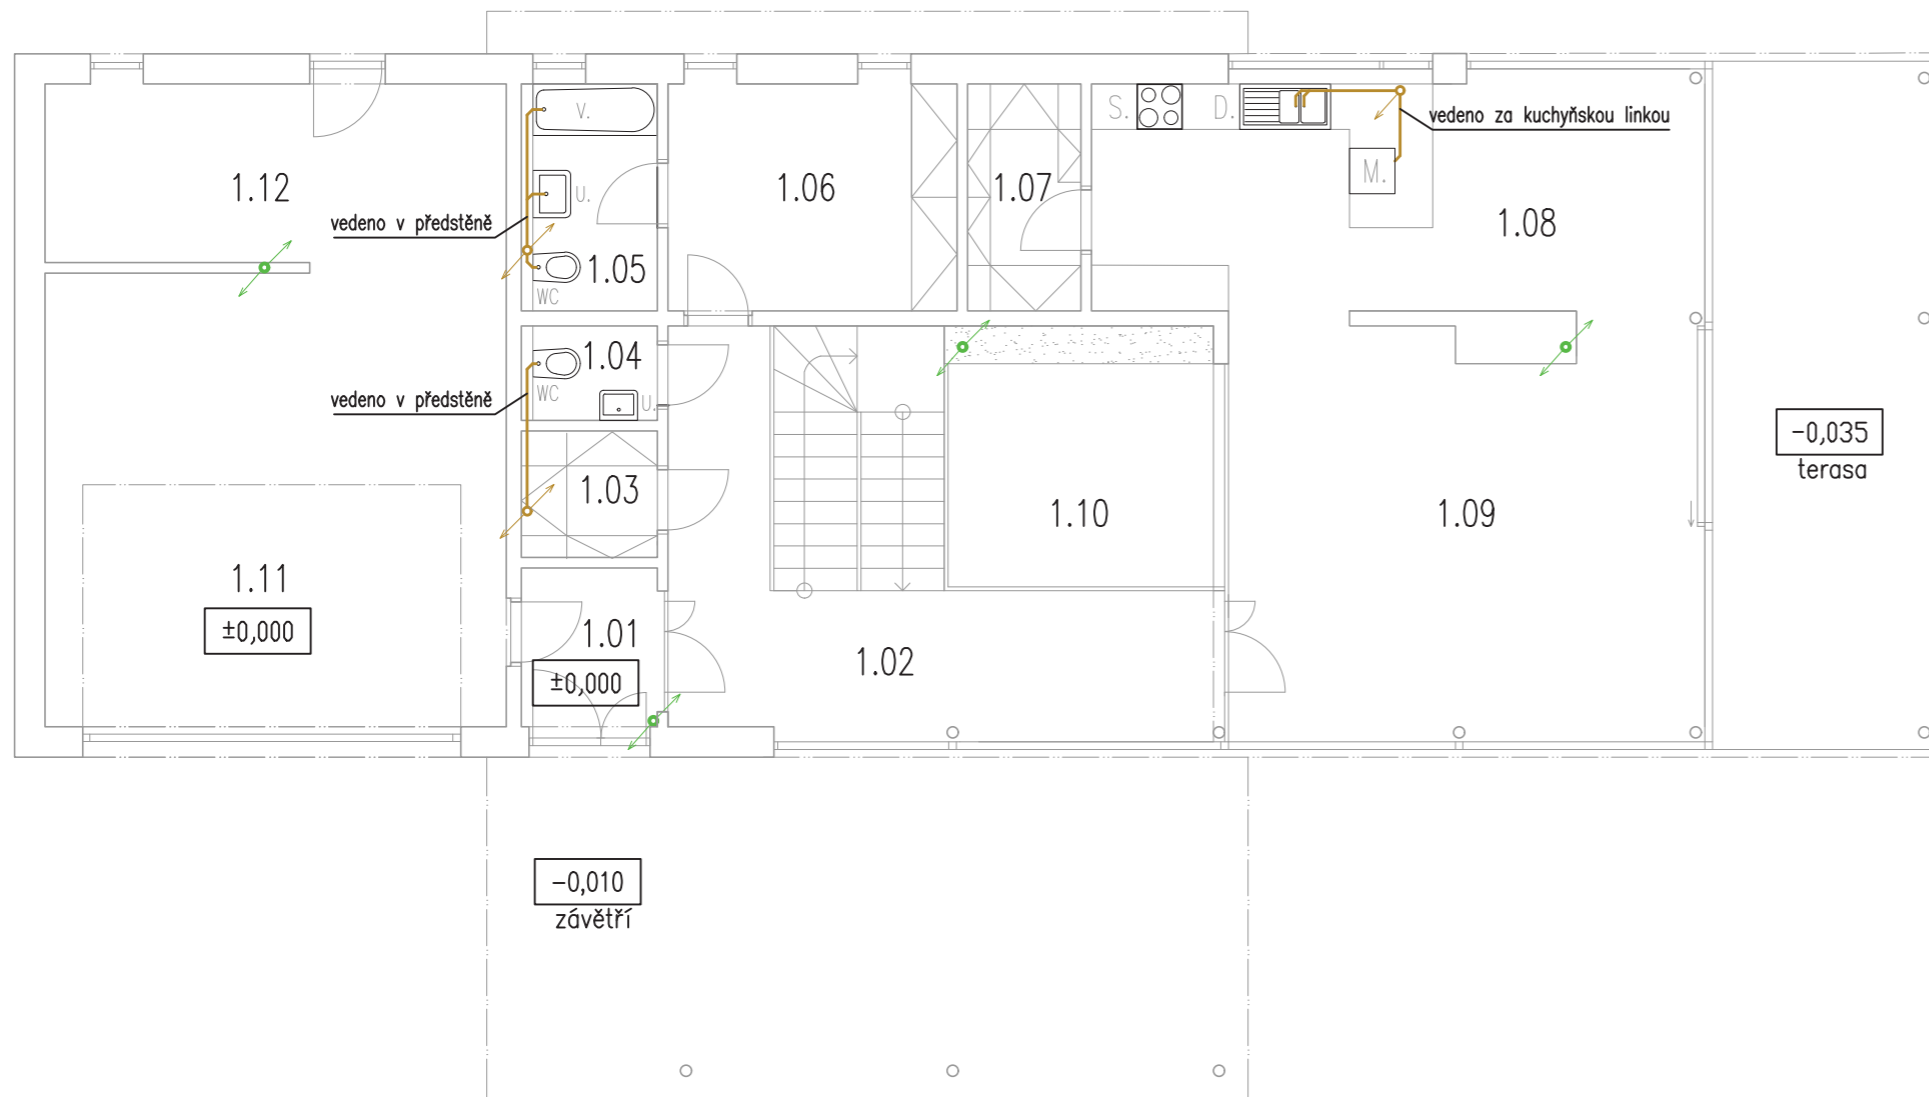 V.
S.
D.
vedeno za kuchyňskou linkou
1.12
U.
1.06
1.07
M.
vedeno v předstěně
1.08
1.05
WC
1.04
vedeno v předstěně
WC
U.
-0,035
terasa
1.03
1.10
1.09
1.11
±0,000
1.01
±0,000
1.02
-0,010
závětří